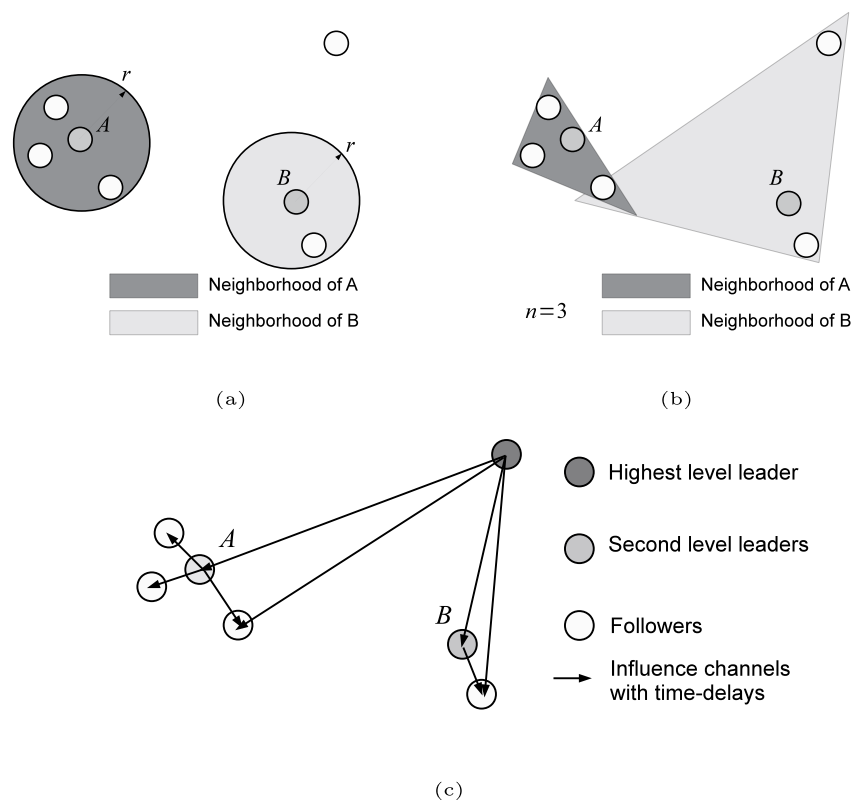 r
A
r
B
Neighborhood of A
Neighborhood of B
(a)
A
B
n=3
Neighborhood of A
Neighborhood of B
(b)
Highest level leader
A
Second level leaders
B
Followers
Influence channels
with time-delays
(c)